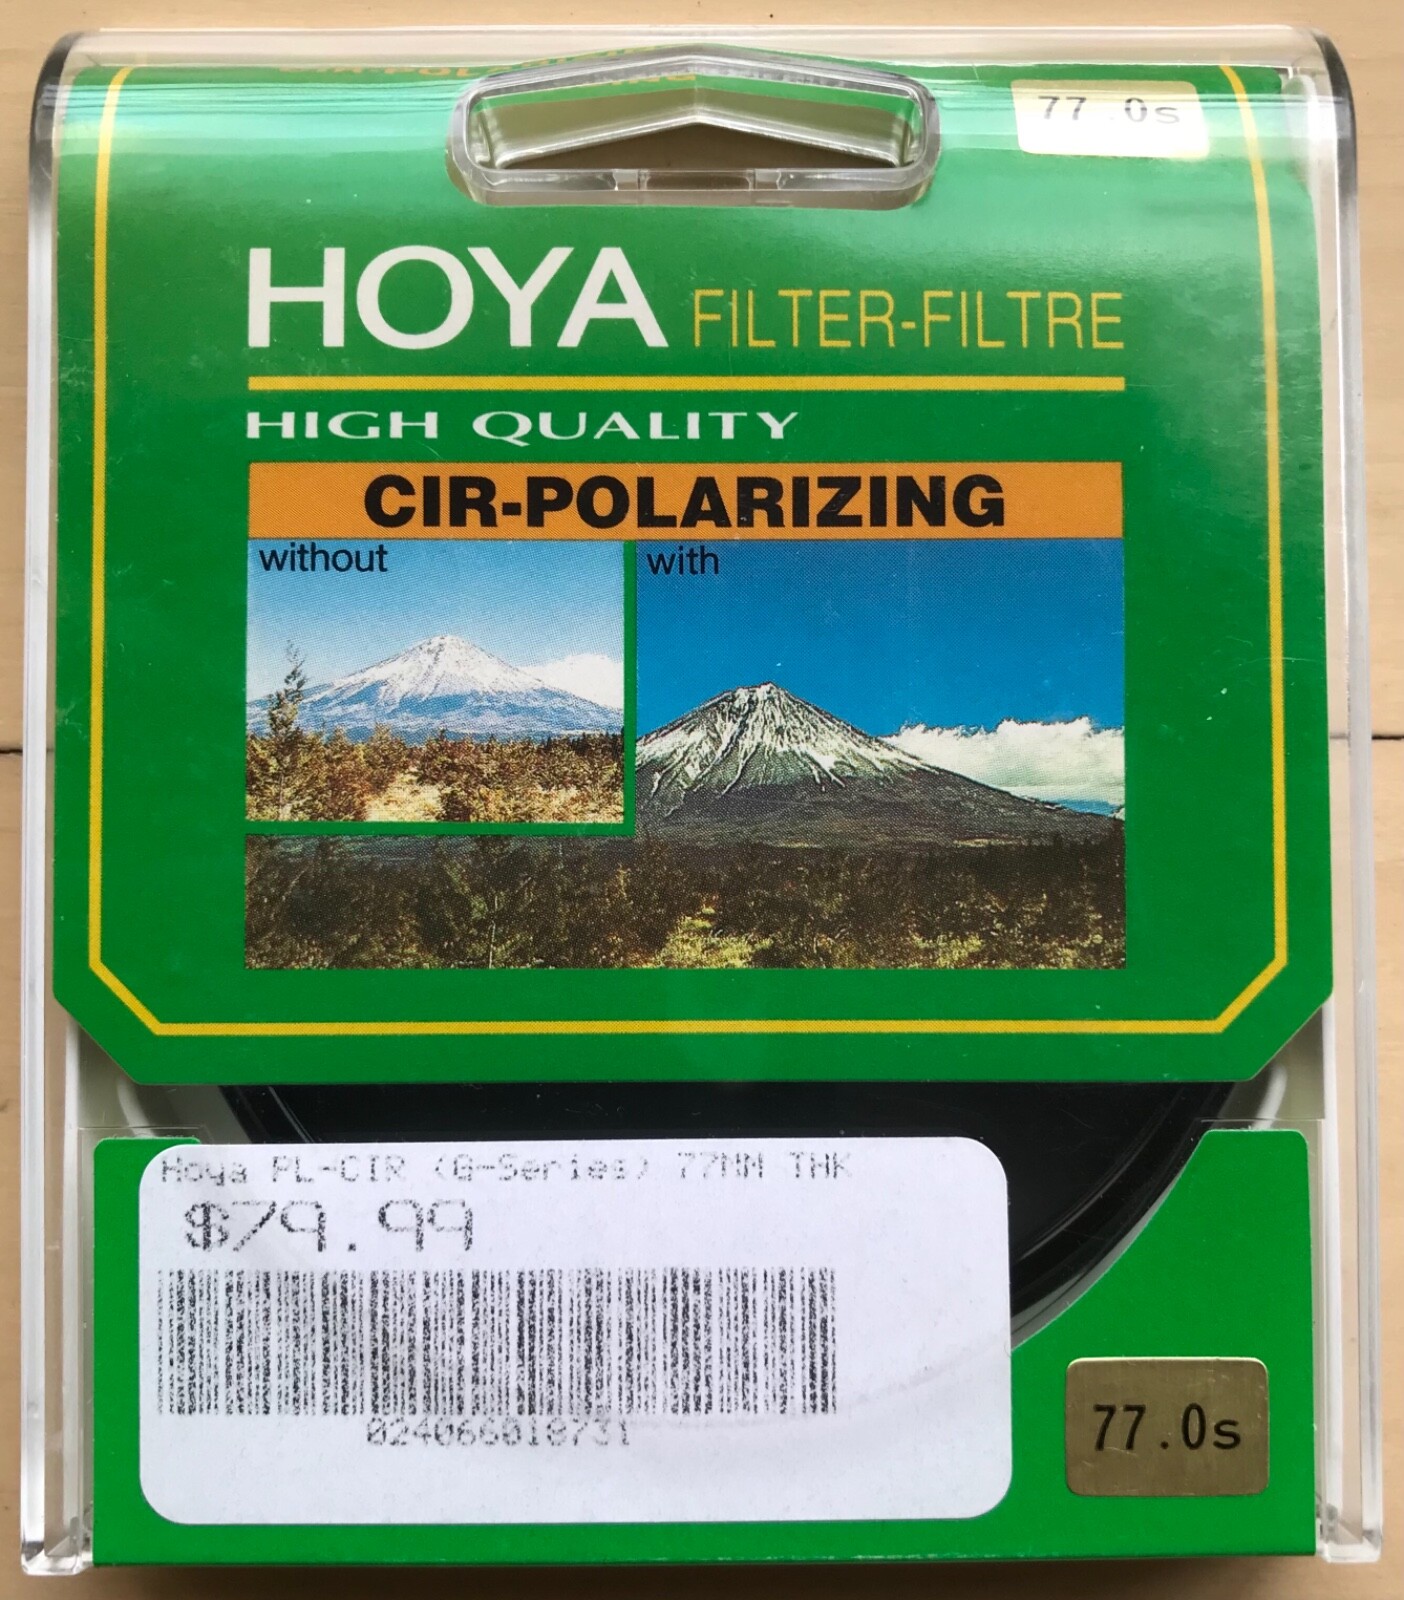 77.0s
HOYA FILTER-FILTRE
HIGH QUALITY
CIR-POLARIZING
without
with
Hoya PL-CIR (G-Series) 77MM THK
$79.99
024066018731
77.0s